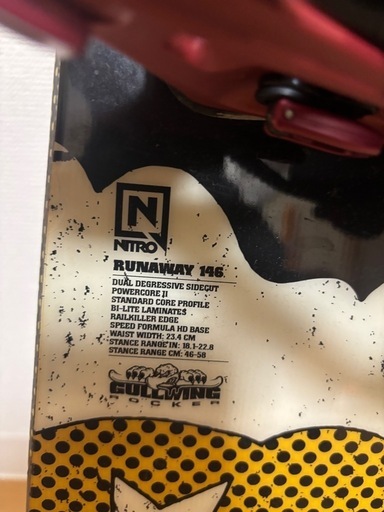 N
NITRO
RUNAWAY 146
DUAL DEGRESSIVE SIDECUT
POWERCORE II
STANDARD CORE PROFILE
BI-LITE LAMINATES
RAILKILLER EDGE
SPEED FORMULA HD BASE
WAIST WIDTH: 23.4 CM
STANCE RANGE IN: 18.1-22.8
STANCE RANGE CM: 46-58
GULLWING
ROCKER